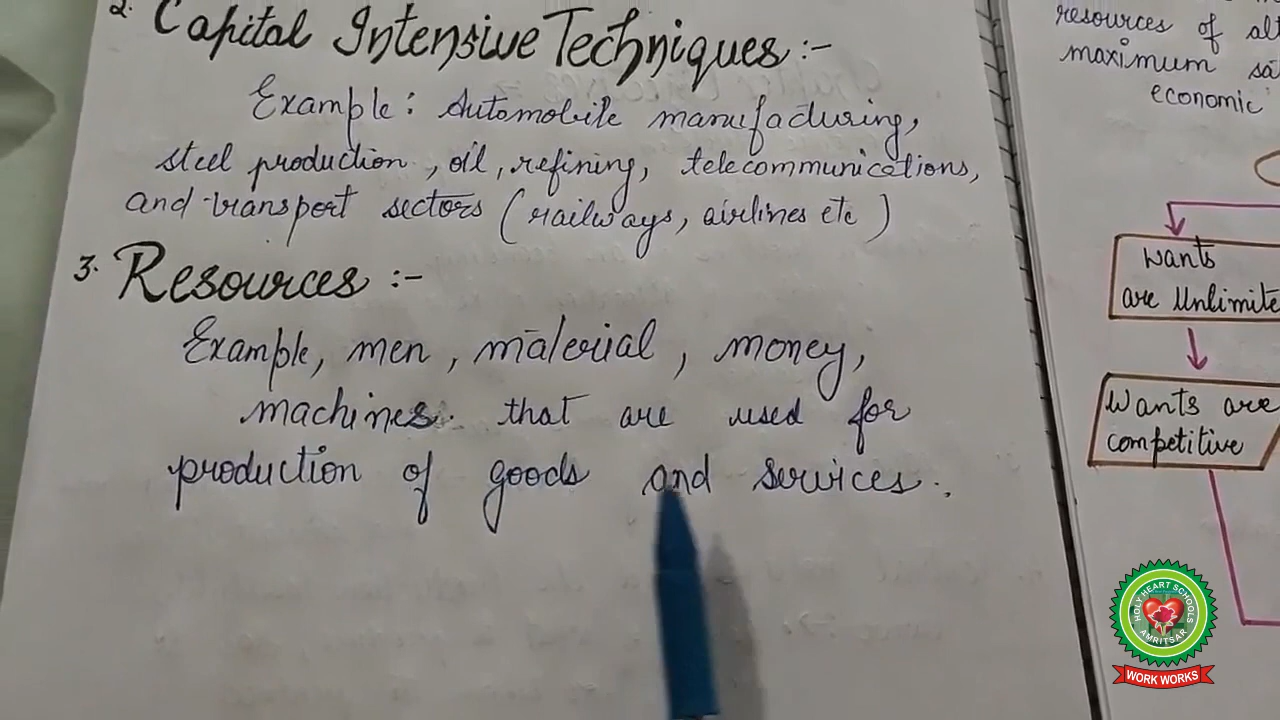 2. Capital Intensive Techniques :-
Example : Automobile manufacturing,
steel production, oil, refining, telecommunications,
and transport sectors (railways, airlines etc)
3. Resources :-
Example, men, material, money,
machines. that are used for
production of goods and services.
resources of
maximum
economic
Wants
are Unlimite
Wants are
competitive
HOLY HEART SCHOOLS
AMRITSAR
WORK WORKS